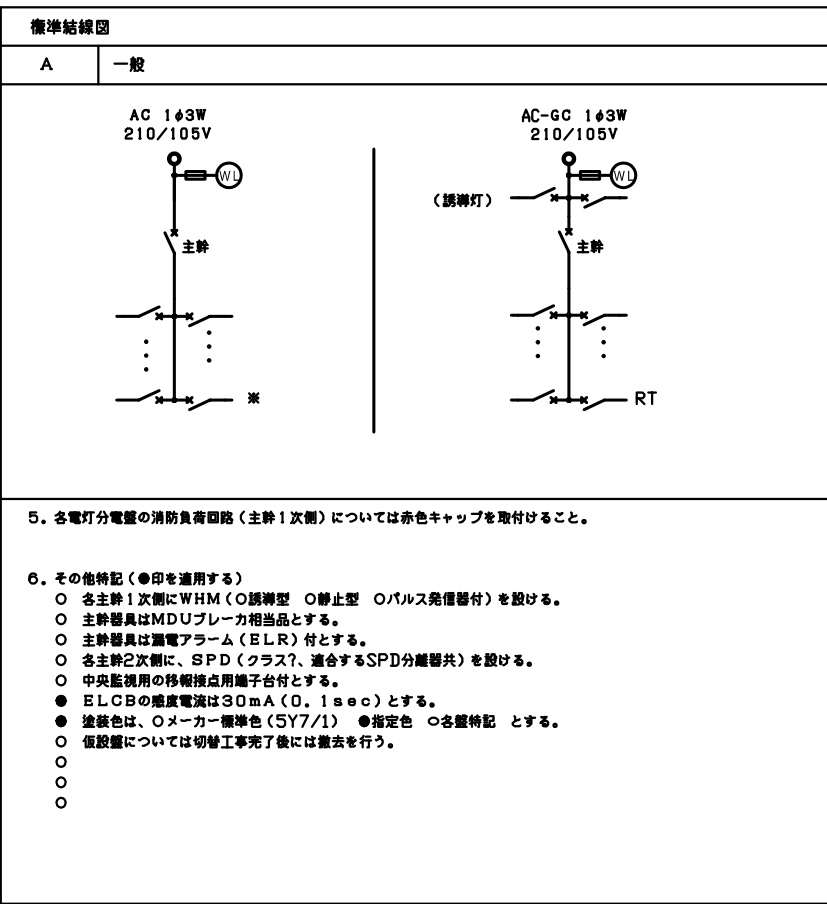 標準結線図
A 一般
AC 1φ3W
210/105V
WL
主幹
※
AC-GC 1φ3W
210/105V
WL
(誘導灯)
主幹
RT
5。各電灯分電盤の消防負荷回路(主幹1次側)については赤色キャップを取付けること。
6。その他特記(●印を適用する)
○ 各主幹1次側にWHM(○誘導型 ○静止型 ○パルス発信器付)を設ける。
○ 主幹器具はMDUブレーカ相当品とする。
○ 主幹器具は漏電アラーム(ELR)付とする。
○ 各主幹2次側に、SPD(クラス?、適合するSPD分離器共)を設ける。
○ 中央監視用の移報接点用端子台付とする。
● ELCBの感度電流は30mA(0。1sec)とする。
● 塗装色は、○メーカー標準色(5Y7/1) ●指定色 ○各盤特記 とする。
○ 仮設盤については切替工事完了後には撤去を行う。
○
○
○